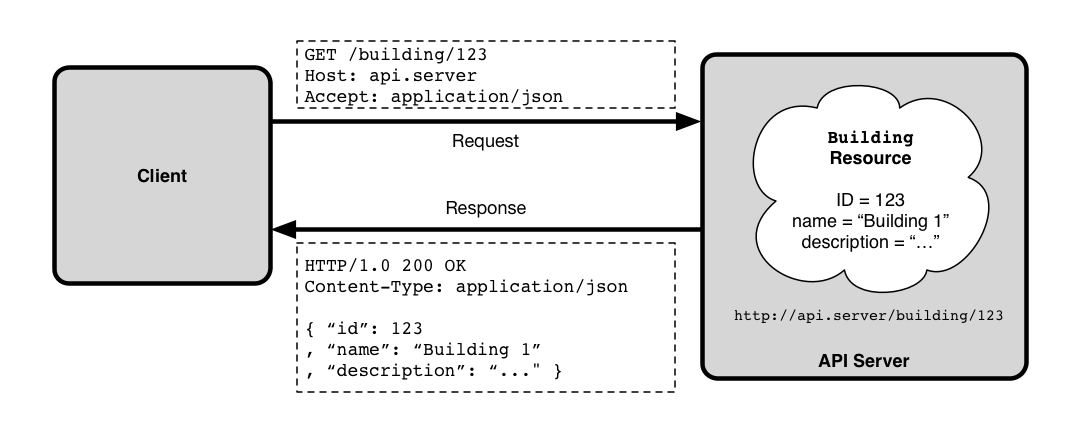 GET /building/123
Host: api.server
Accept: application/json
Request
Client
Response
HTTP/1.0 200 OK
Content-Type: application/json
{ “id”: 123
, “name”: “Building 1”
, “description”: “..." }
Building
Resource
ID = 123
name = “Building 1”
description = “…”
http://api.server/building/123
API Server